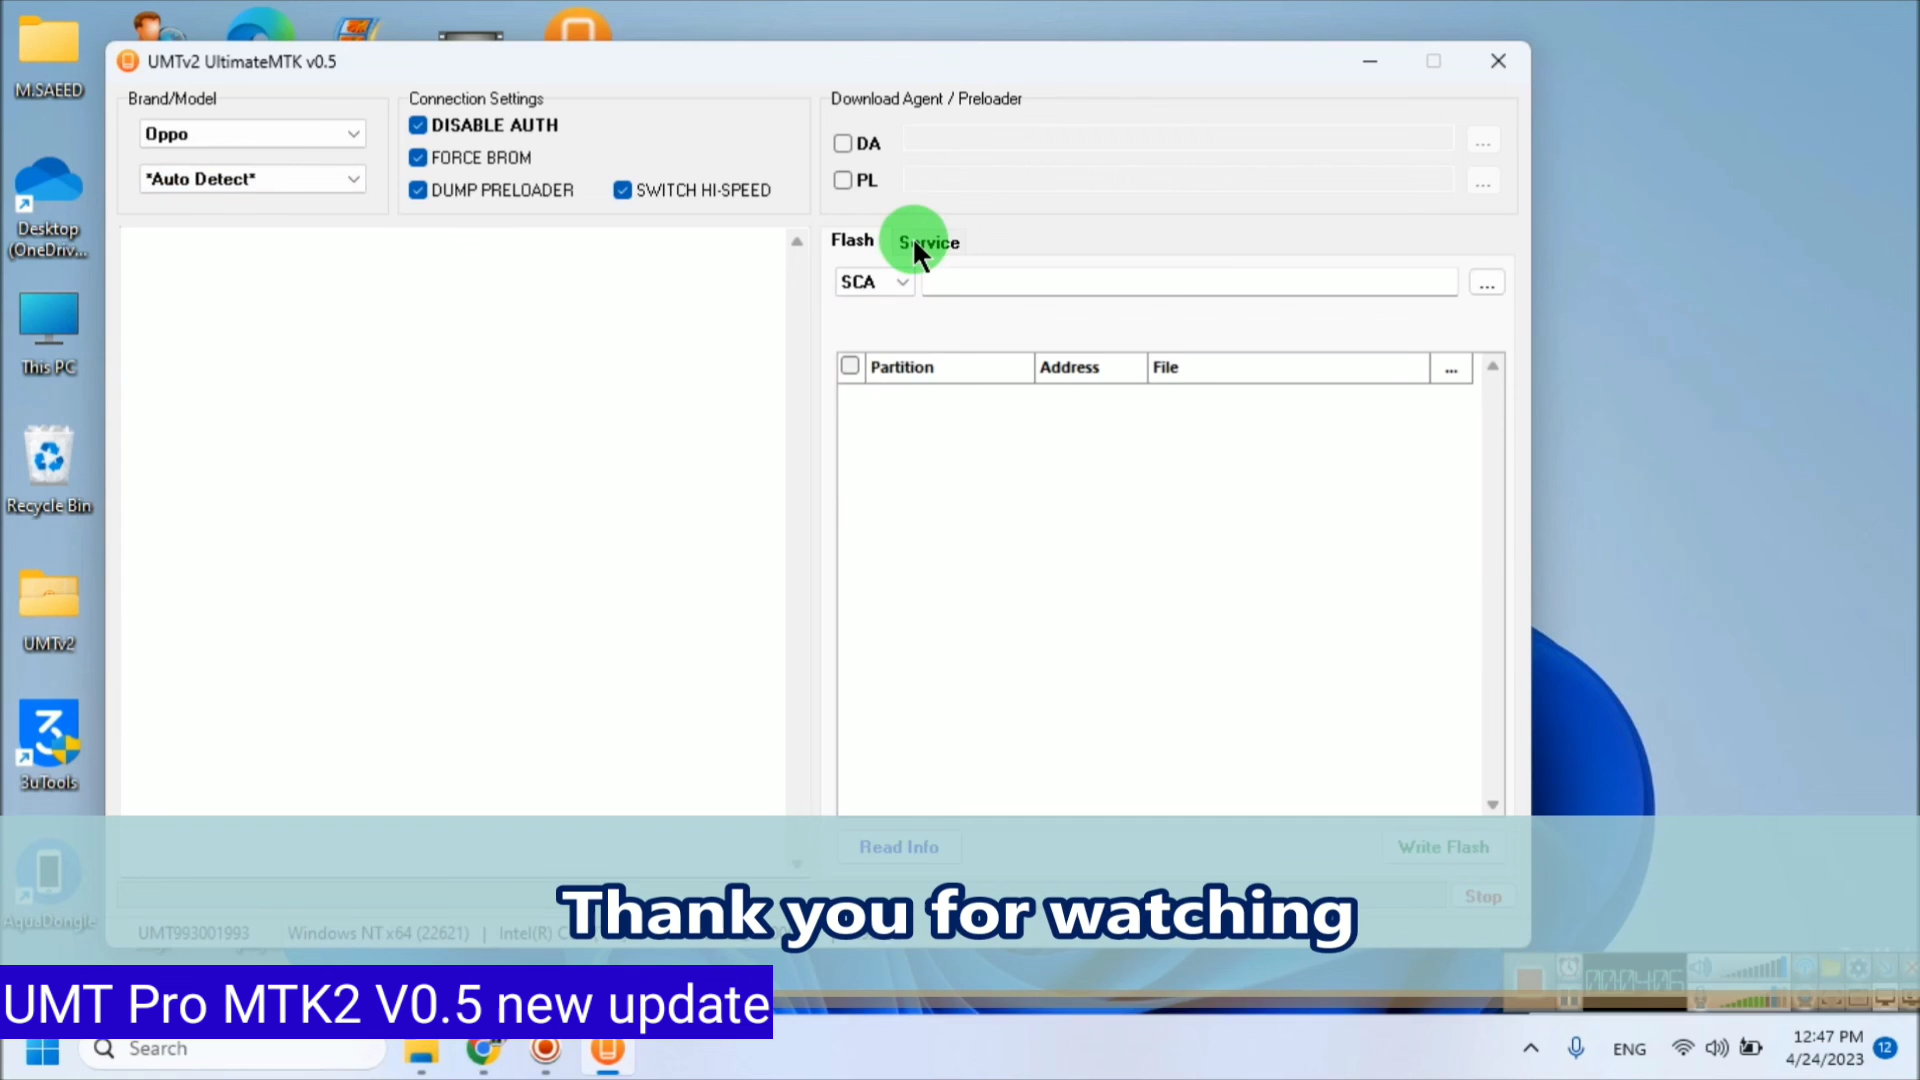 M.SAEED
Desktop
(OneDriv...
This PC
Recycle Bin
UMTv2
3uTools
AquaDongle
UMTv2 UltimateMTK v0.5
Brand/Model
Oppo
*Auto Detect*
Connection Settings
DISABLE AUTH
FORCE BROM
DUMP PRELOADER
SWITCH HI-SPEED
Download Agent / Preloader
DA
...
PL
...
Flash
Service
SCA
...
Partition
Address
File
...
Read Info
Write Flash
Stop
UMT993001993
Windows NT x64 (22621) | Intel(R)
Thank you for watching
UMT Pro MTK2 V0.5 new update
Search
ENG
12:47 PM
4/24/2023
12